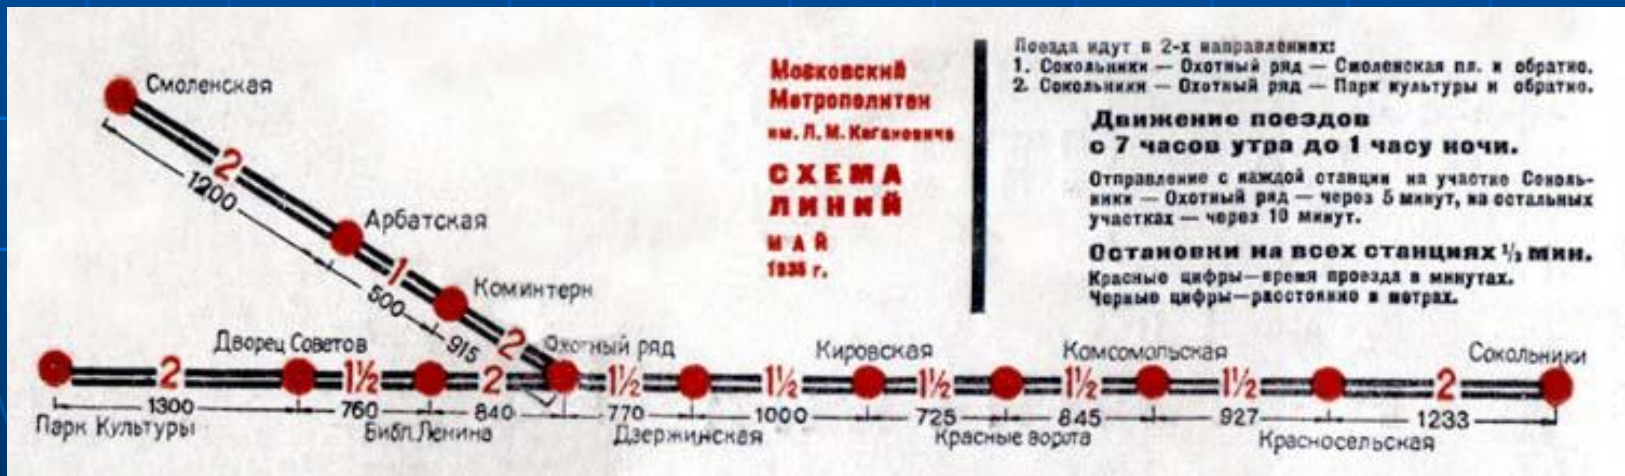 Смоленская
2
1200
Арбатская
1
500
Коминтерн
2
915
Московский
Метрополитен
им. Л. М. Кагановича
СХЕМА
ЛИНИЙ
МАЙ
1935 г.
Поезда идут в 2-х направлениях:
1. Сокольники — Охотный ряд — Смоленская пл. и обратно.
2. Сокольники — Охотный ряд — Парк культуры и обратно.
Движение поездов
с 7 часов утра до 1 часу ночи.
Отправление с каждой станции на участке Соколь-
ники — Охотный ряд — через 5 минут, на остальных
участках — через 10 минут.
Остановки на всех станциях ½ мин.
Красные цифры—время проезда в минутах.
Черные цифры—расстояние в метрах.
Дворец Советов Охотный ряд Кировская Комсомольская Сокольники
2 1½ 2 1½ 1½ 1½ 1½ 1½ 2
1300 760 840 770 1000 725 845 927 1233
Парк Культуры Библ. Ленина Дзержинская Красные ворота Красносельская